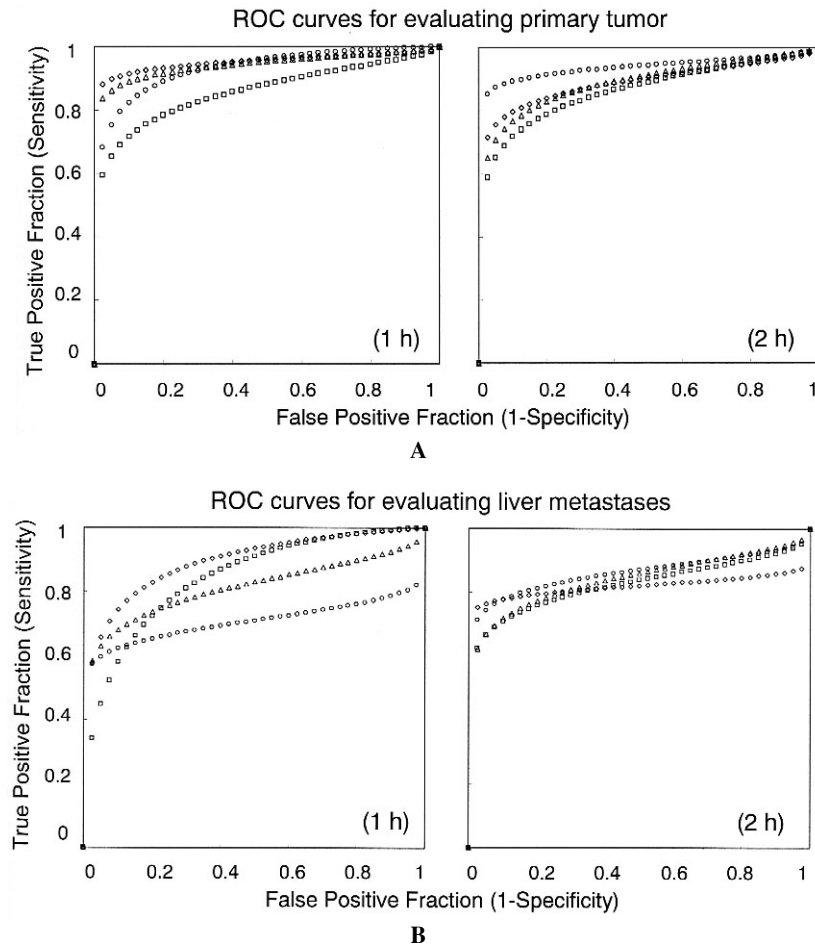 ROC curves for evaluating primary tumor
True Positive Fraction (Sensitivity)
1
0.8
0.6
0.4
0.2
0
(1 h)
(2 h)
0 0.2 0.4 0.6 0.8 1
0 0.2 0.4 0.6 0.8 1
False Positive Fraction (1-Specificity)
A
ROC curves for evaluating liver metastases
True Positive Fraction (Sensitivity)
1
0.8
0.6
0.4
0.2
0
(1 h)
(2 h)
0 0.2 0.4 0.6 0.8 1
0 0.2 0.4 0.6 0.8 1
False Positive Fraction (1-Specificity)
B